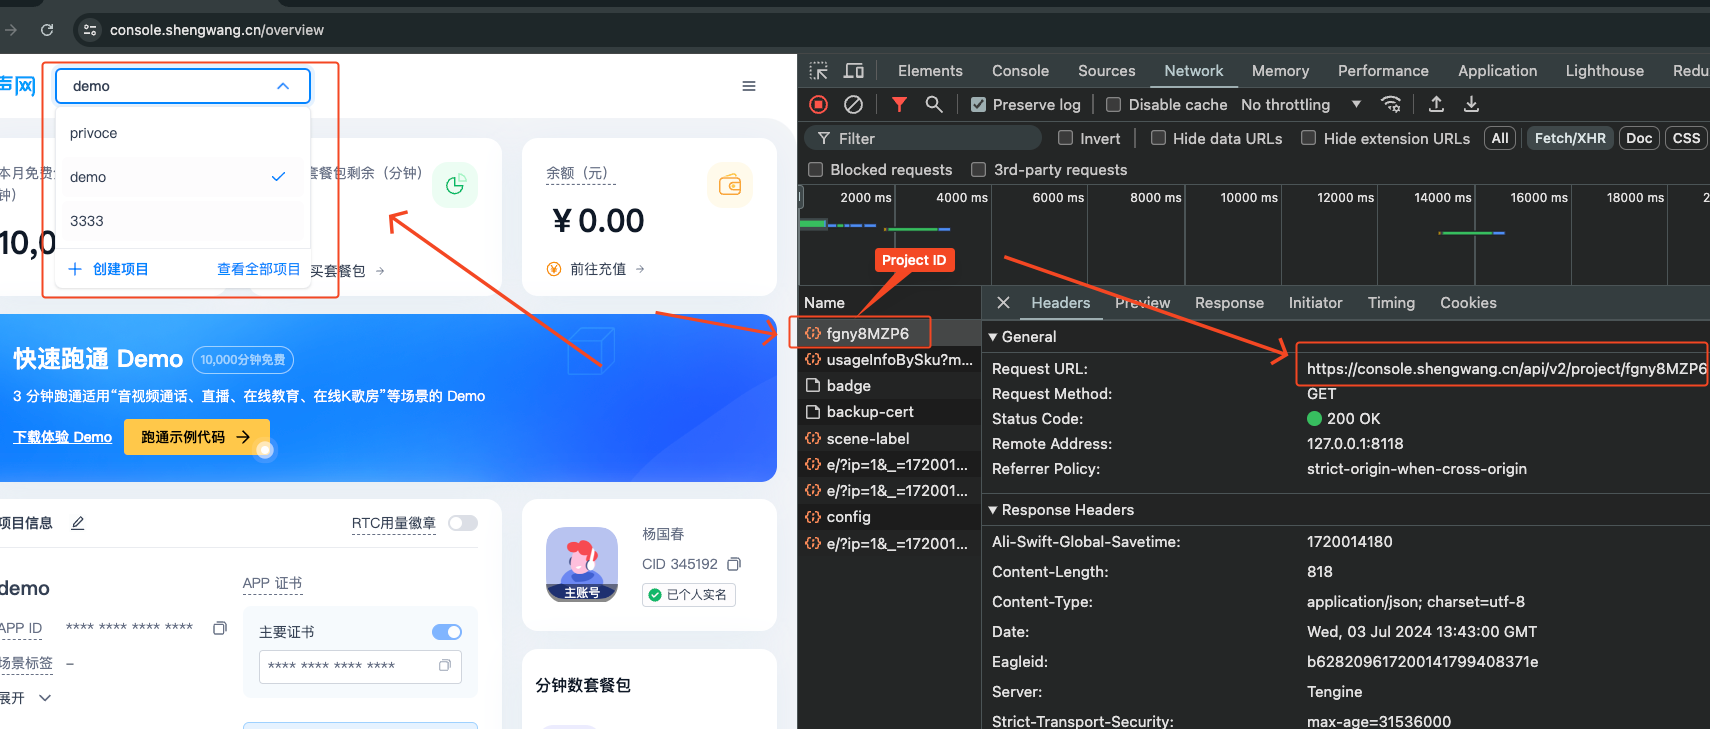 console.shengwang.cn/overview
声网
demo
privoce
demo
3333
创建项目
查看全部项目
本月免费分
钟)
10,0
套餐包剩余（分钟）
买套餐包
余额（元）
¥ 0.00
前往充值
快速跑通 Demo
10,000分钟免费
3 分钟跑通适用“音视频通话、直播、在线教育、在线K歌房”等场景的 Demo
下载体验 Demo
跑通示例代码
项目信息
RTC用量徽章
demo
APP 证书
APP ID
**** **** **** ****
主要证书
**** **** **** ****
场景标签
–
展开
杨国春
CID 345192
主账号
已个人实名
分钟数套餐包
Elements
Console
Sources
Network
Memory
Performance
Application
Lighthouse
Redu
Preserve log
Disable cache
No throttling
Filter
Invert
Hide data URLs
Hide extension URLs
All
Fetch/XHR
Doc
CSS
Blocked requests
3rd-party requests
2000 ms
4000 ms
6000 ms
8000 ms
10000 ms
12000 ms
14000 ms
16000 ms
18000 ms
2
Project ID
Name
fgny8MZP6
usageInfoBySku?m...
badge
backup-cert
scene-label
e/?ip=1&_=172001...
e/?ip=1&_=172001...
config
e/?ip=1&_=172001...
Headers
Preview
Response
Initiator
Timing
Cookies
General
Request URL:
https://console.shengwang.cn/api/v2/project/fgny8MZP6
Request Method:
GET
Status Code:
200 OK
Remote Address:
127.0.0.1:8118
Referrer Policy:
strict-origin-when-cross-origin
Response Headers
Ali-Swift-Global-Savetime:
1720014180
Content-Length:
818
Content-Type:
application/json; charset=utf-8
Date:
Wed, 03 Jul 2024 13:43:00 GMT
Eagleid:
b628209617200141799408371e
Server:
Tengine
Strict-Transport-Security:
max-age=31536000